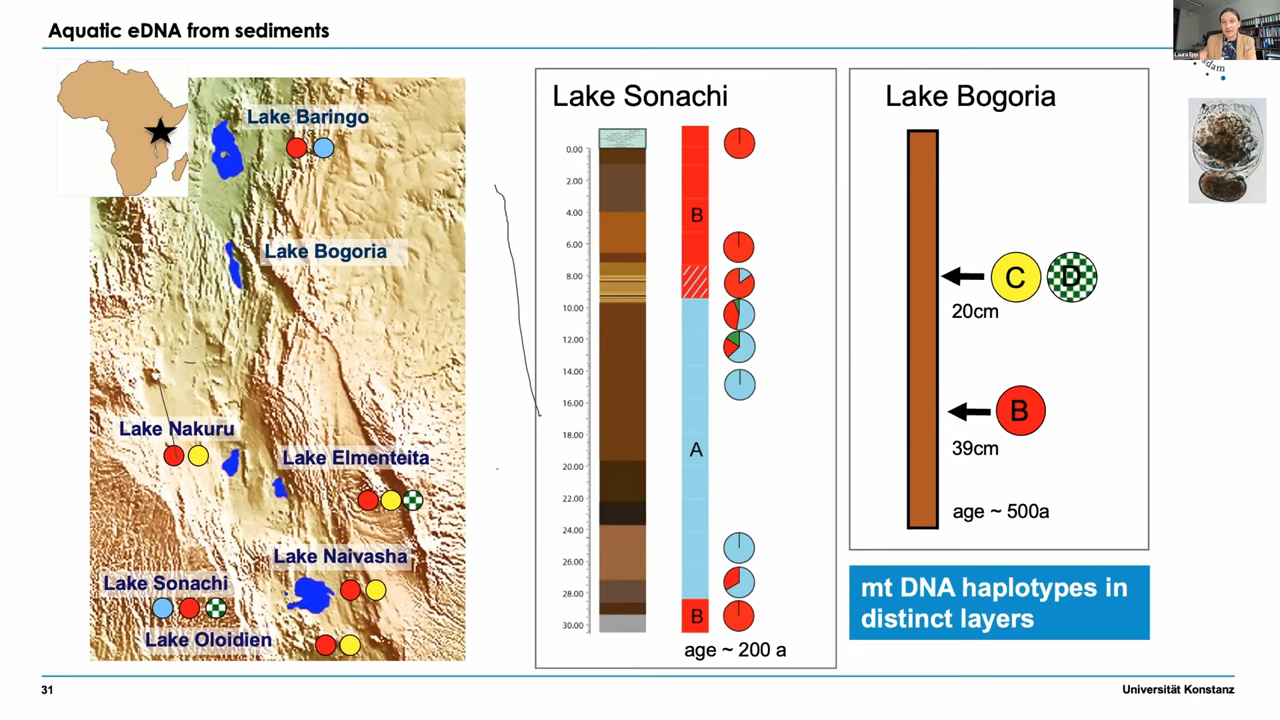 Aquatic eDNA from sediments
Laura Epp
dam
Lake Baringo
Lake Bogoria
Lake Nakuru
Lake Elmenteita
Lake Naivasha
Lake Sonachi
Lake Oloidien
Lake Sonachi
0.00
2.00
4.00
6.00
8.00
10.00
12.00
14.00
16.00
18.00
20.00
22.00
24.00
26.00
28.00
30.00
B
A
B
age ~ 200 a
Lake Bogoria
C D
20cm
B
39cm
age ~ 500a
mt DNA haplotypes in
distinct layers
31
Universität Konstanz